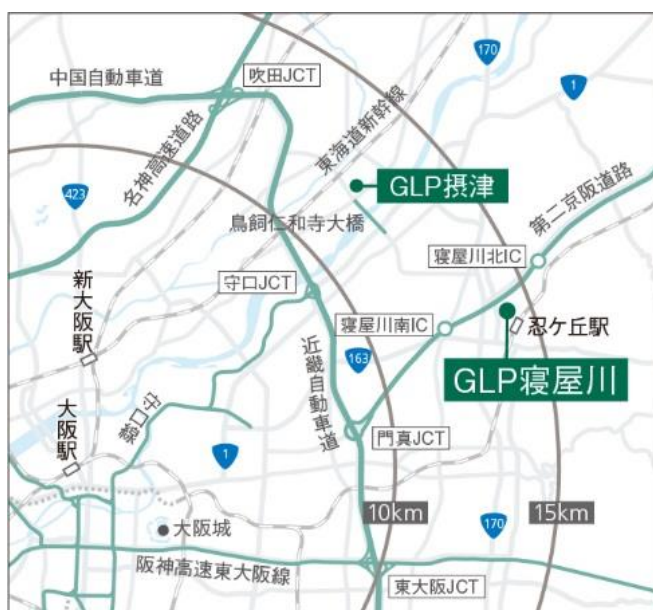 170
1
中国自動車道
吹田JCT
東海道新幹線
名神高速道路
423
GLP摂津
第二京阪道路
鳥飼仁和寺大橋
寝屋川北IC
守口JCT
新大阪駅
寝屋川南IC
忍ケ丘駅
163
近畿自動車道
GLP寝屋川
大阪駅
守口線
門真JCT
1
10km
15km
170
大阪城
阪神高速東大阪線
東大阪JCT